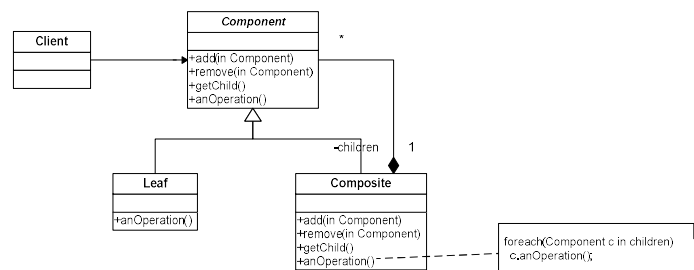 Component
*
Client
+add(in Component)
+remove(in Component)
+getChild()
+anOperation()
-children
1
Leaf
+anOperation()
Composite
+add(in Component)
+remove(in Component)
+getChild()
+anOperation()
foreach(Component c in children)
c.anOperation();